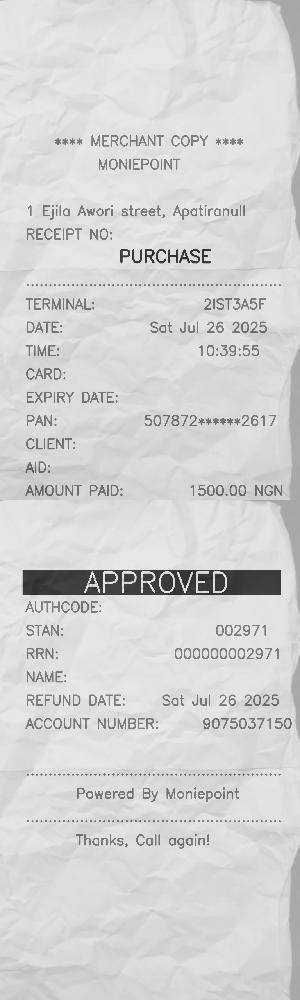 **** MERCHANT COPY ****
MONIEPOINT
1 Ejila Awori street, Apatiranull
RECEIPT NO:
PURCHASE
TERMINAL: 2IST3A5F
DATE: Sat Jul 26 2025
TIME: 10:39:55
CARD:
EXPIRY DATE:
PAN: 507872******2617
CLIENT:
AID:
AMOUNT PAID: 1500.00 NGN
APPROVED
AUTHCODE:
STAN: 002971
RRN: 000000002971
NAME:
REFUND DATE: Sat Jul 26 2025
ACCOUNT NUMBER: 9075037150
Powered By Moniepoint
Thanks, Call again!